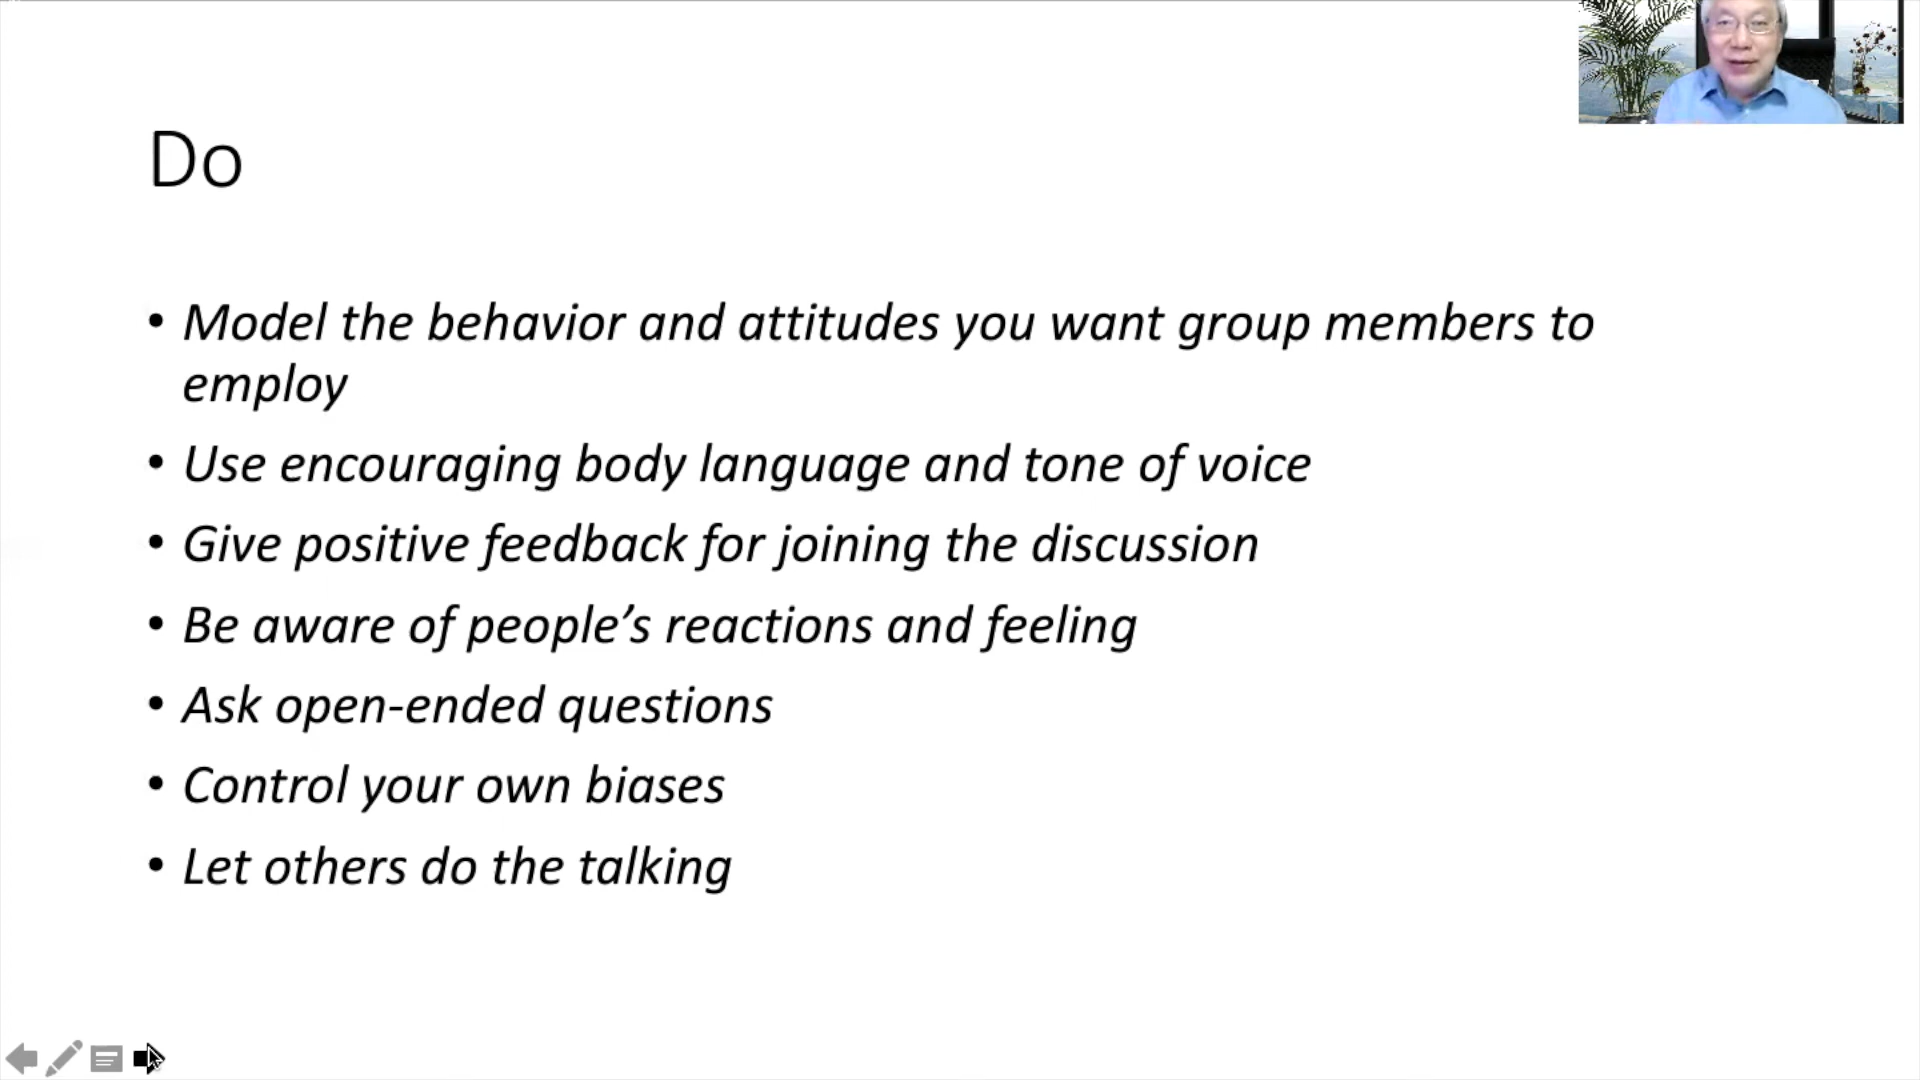 Do
• Model the behavior and attitudes you want group members to
employ
• Use encouraging body language and tone of voice
• Give positive feedback for joining the discussion
• Be aware of people’s reactions and feeling
• Ask open-ended questions
• Control your own biases
• Let others do the talking